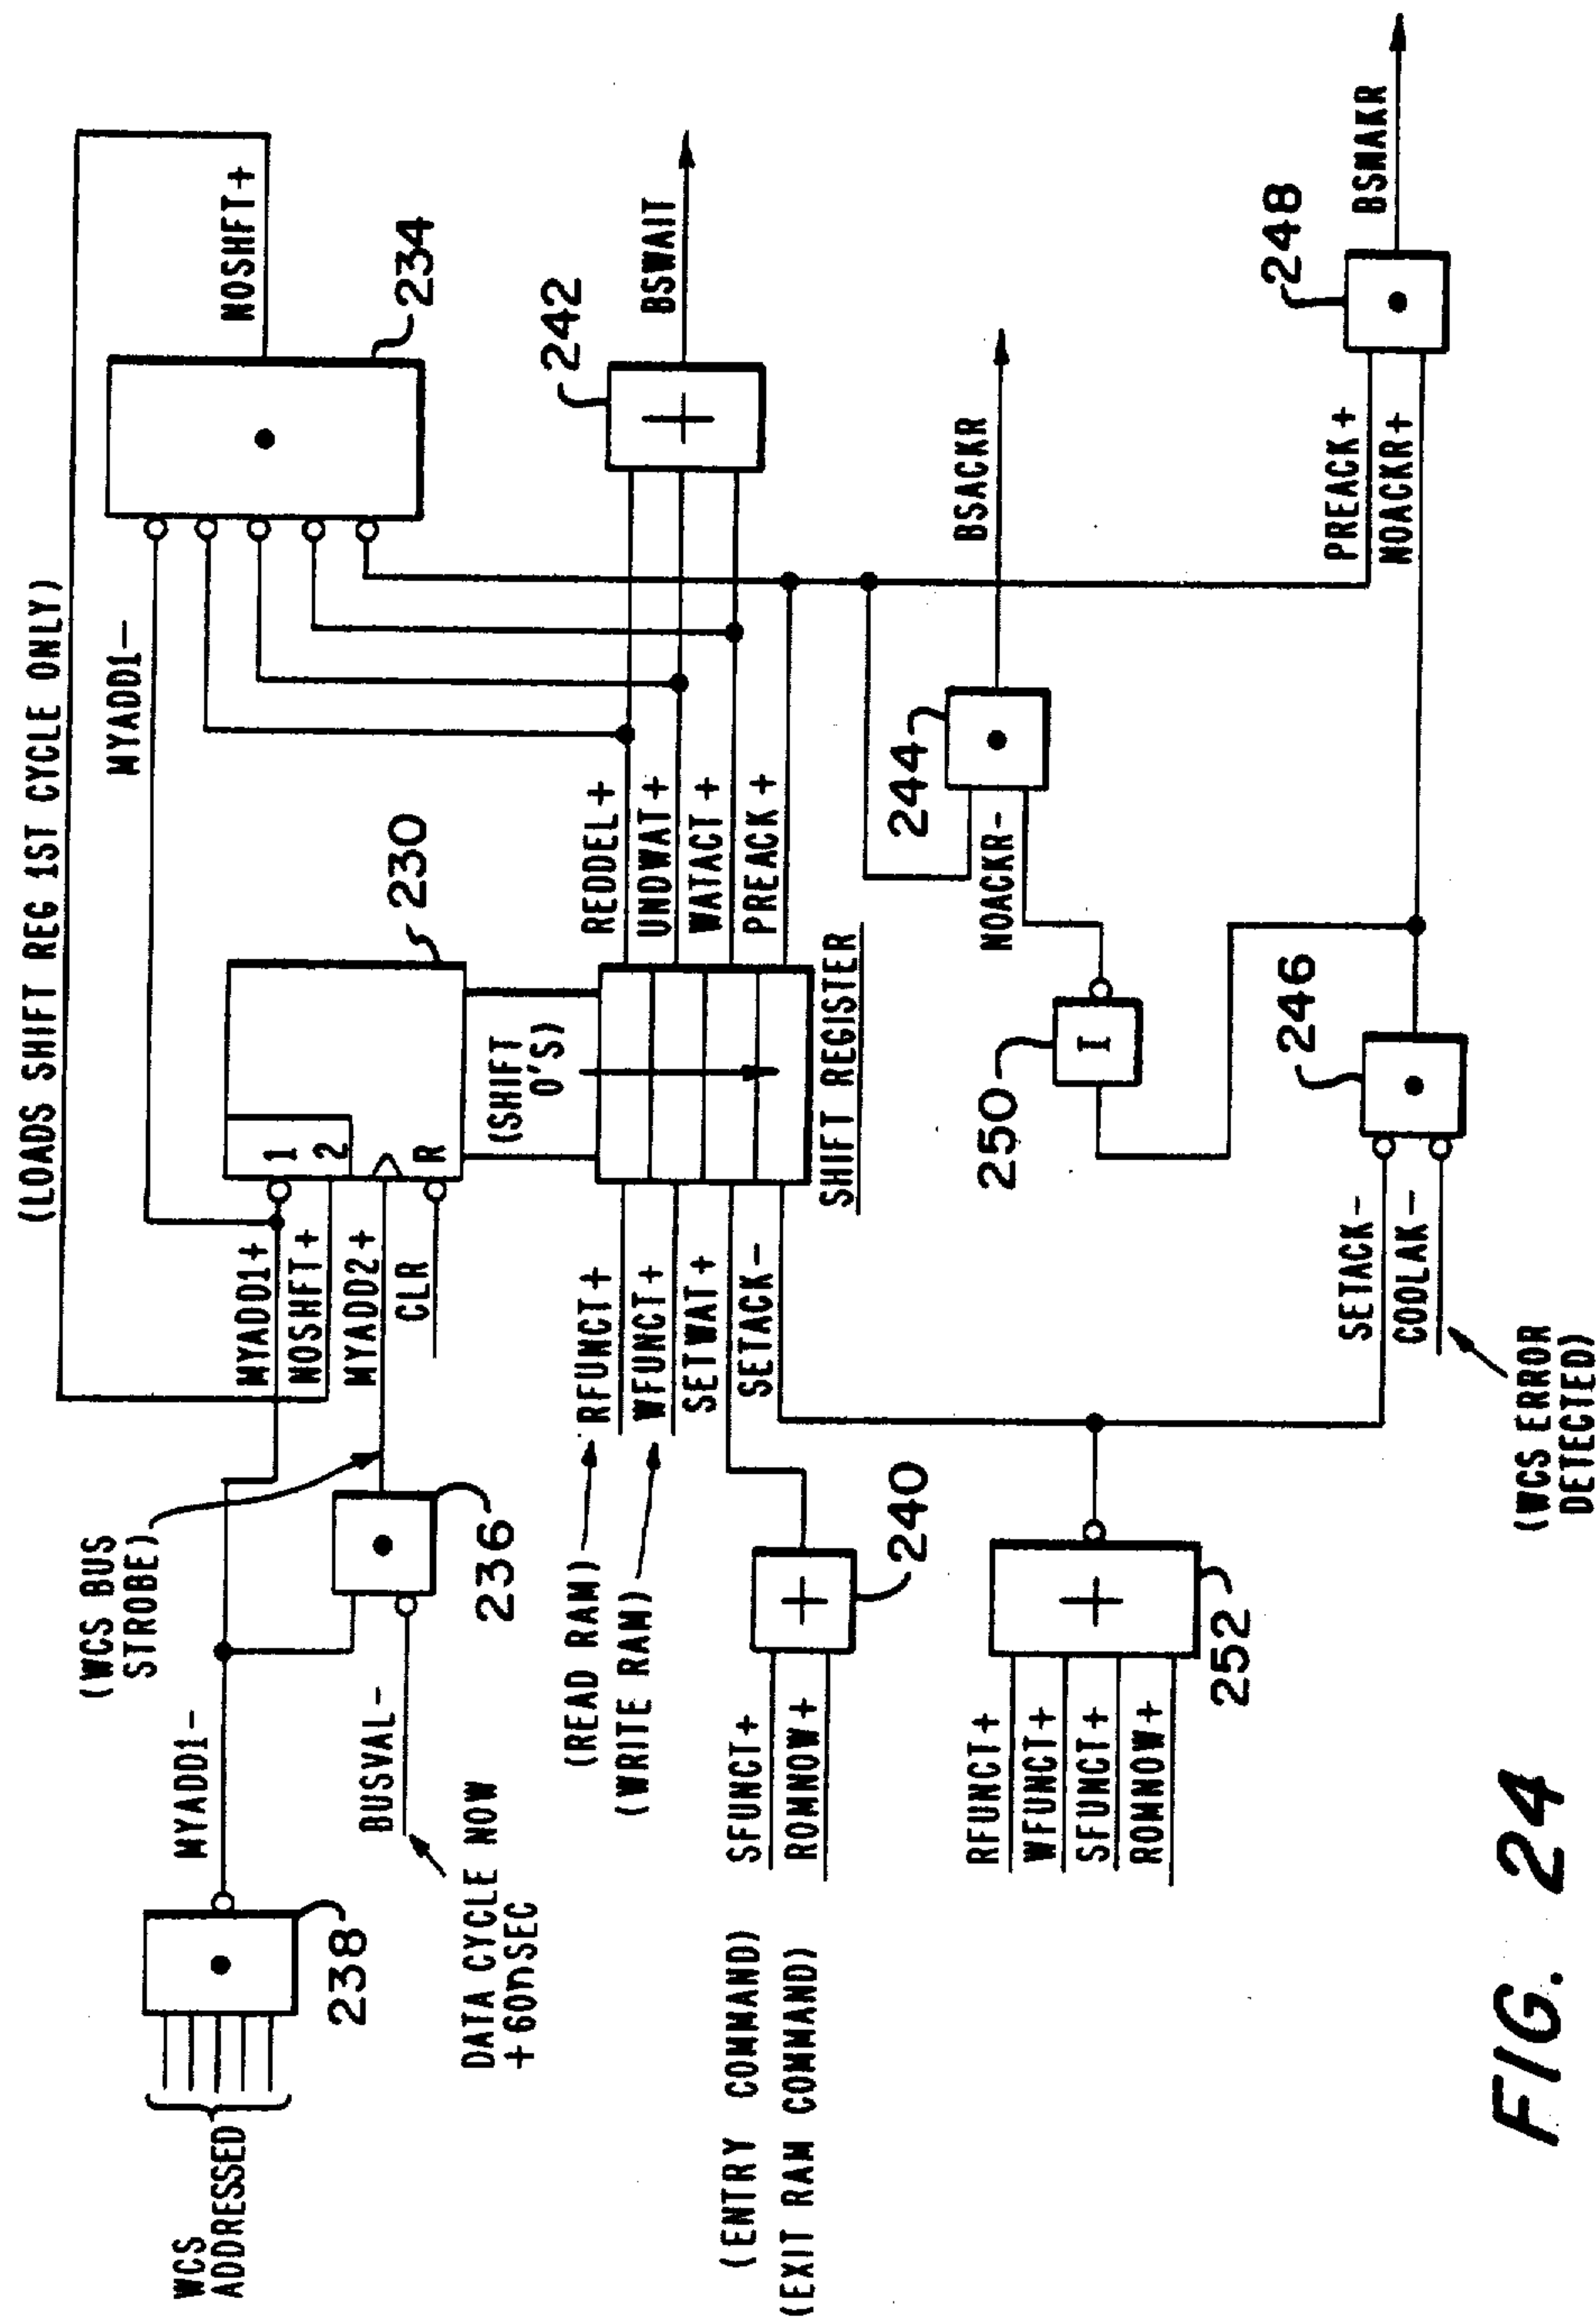 (LOADS SHIFT REG 1ST CYCLE ONLY)
WCS
ADDRESSED
238
MYADD1-
(WCS BUS
STROBE)
BUSVAL-
DATA CYCLE NOW
+60nSEC
236
MYADD1+
NOSHFT+
MYADD2+
CLR
1
2
R
230
MYADD1-
NOSHFT+
234
(SHIFT
0'S)
(READ RAM)
(WRITE RAM)
RFUNCT+
WFUNCT+
SETWAT+
SETACK-
SHIFT REGISTER
REDDEL+
UNDWAT+
WATACT+
PREACK+
242
BSWAIT
(ENTRY COMMAND)
(EXIT RAM COMMAND)
SFUNCT+
ROMNOW+
240
RFUNCT+
WFUNCT+
SFUNCT+
ROMNOW+
252
250
I
NOACKR-
244
BSACKR
SETACK-
COOLAK-
(WCS ERROR
DETECTED)
246
PREACK+
NOACKR+
248
BSNAKR
FIG. 24